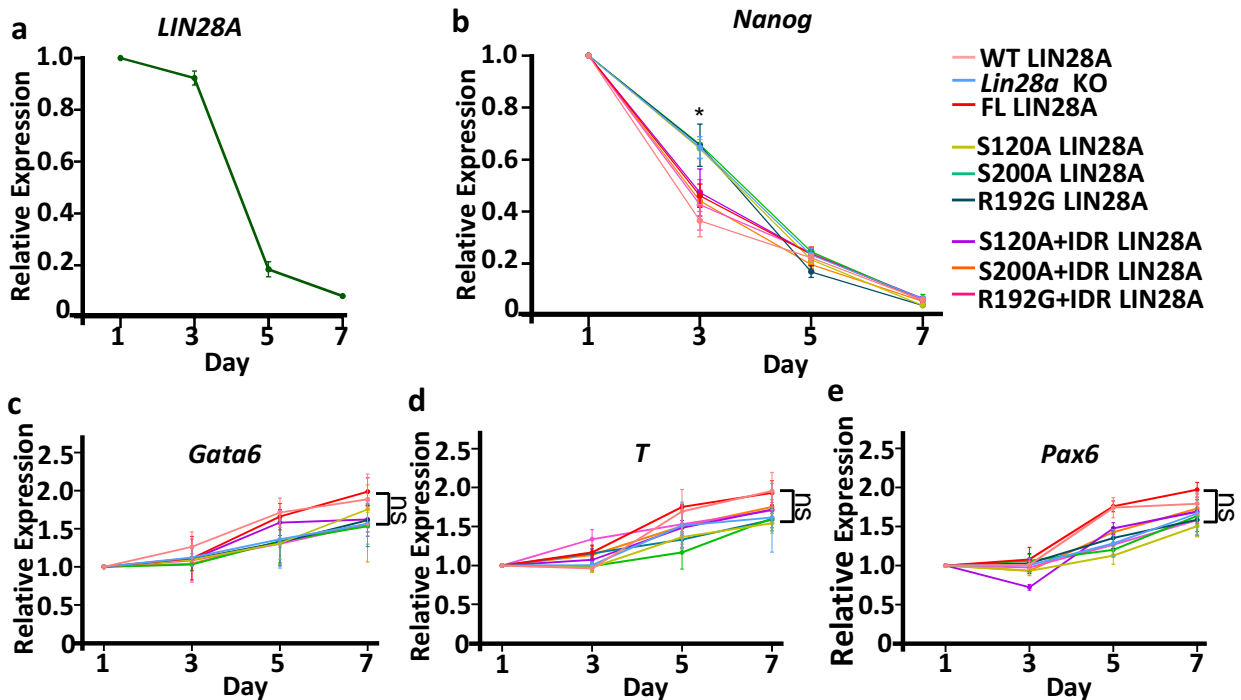 a
LIN28A
Relative Expression
1.0
0.8
0.6
0.4
0.2
0
1
3
5
7
Day
b
Nanog
Relative Expression
1.0
0.8
0.6
0.4
0.2
0
*
1
3
5
7
Day
WT LIN28A
Lin28a KO
FL LIN28A
S120A LIN28A
S200A LIN28A
R192G LIN28A
S120A+IDR LIN28A
S200A+IDR LIN28A
R192G+IDR LIN28A
c
Gata6
Relative Expression
2.5
2.0
1.5
1.0
0.5
0
ns
1
3
5
7
Day
d
T
Relative Expression
2.5
2.0
1.5
1.0
0.5
0
ns
1
3
5
7
Day
e
Pax6
Relative Expression
2.5
2.0
1.5
1.0
0.5
0
ns
1
3
5
7
Day